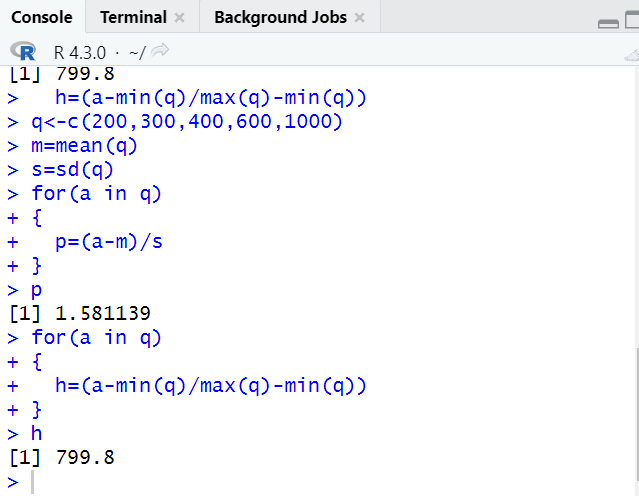 Console Terminal × Background Jobs ×
R R 4.3.0 · ~/
[1] 799.8
>   h=(a-min(q)/max(q)-min(q))
> q<-c(200,300,400,600,1000)
> m=mean(q)
> s=sd(q)
> for(a in q)
+ {
+   p=(a-m)/s
+ }
> p
[1] 1.581139
> for(a in q)
+ {
+   h=(a-min(q)/max(q)-min(q))
+ }
> h
[1] 799.8
>